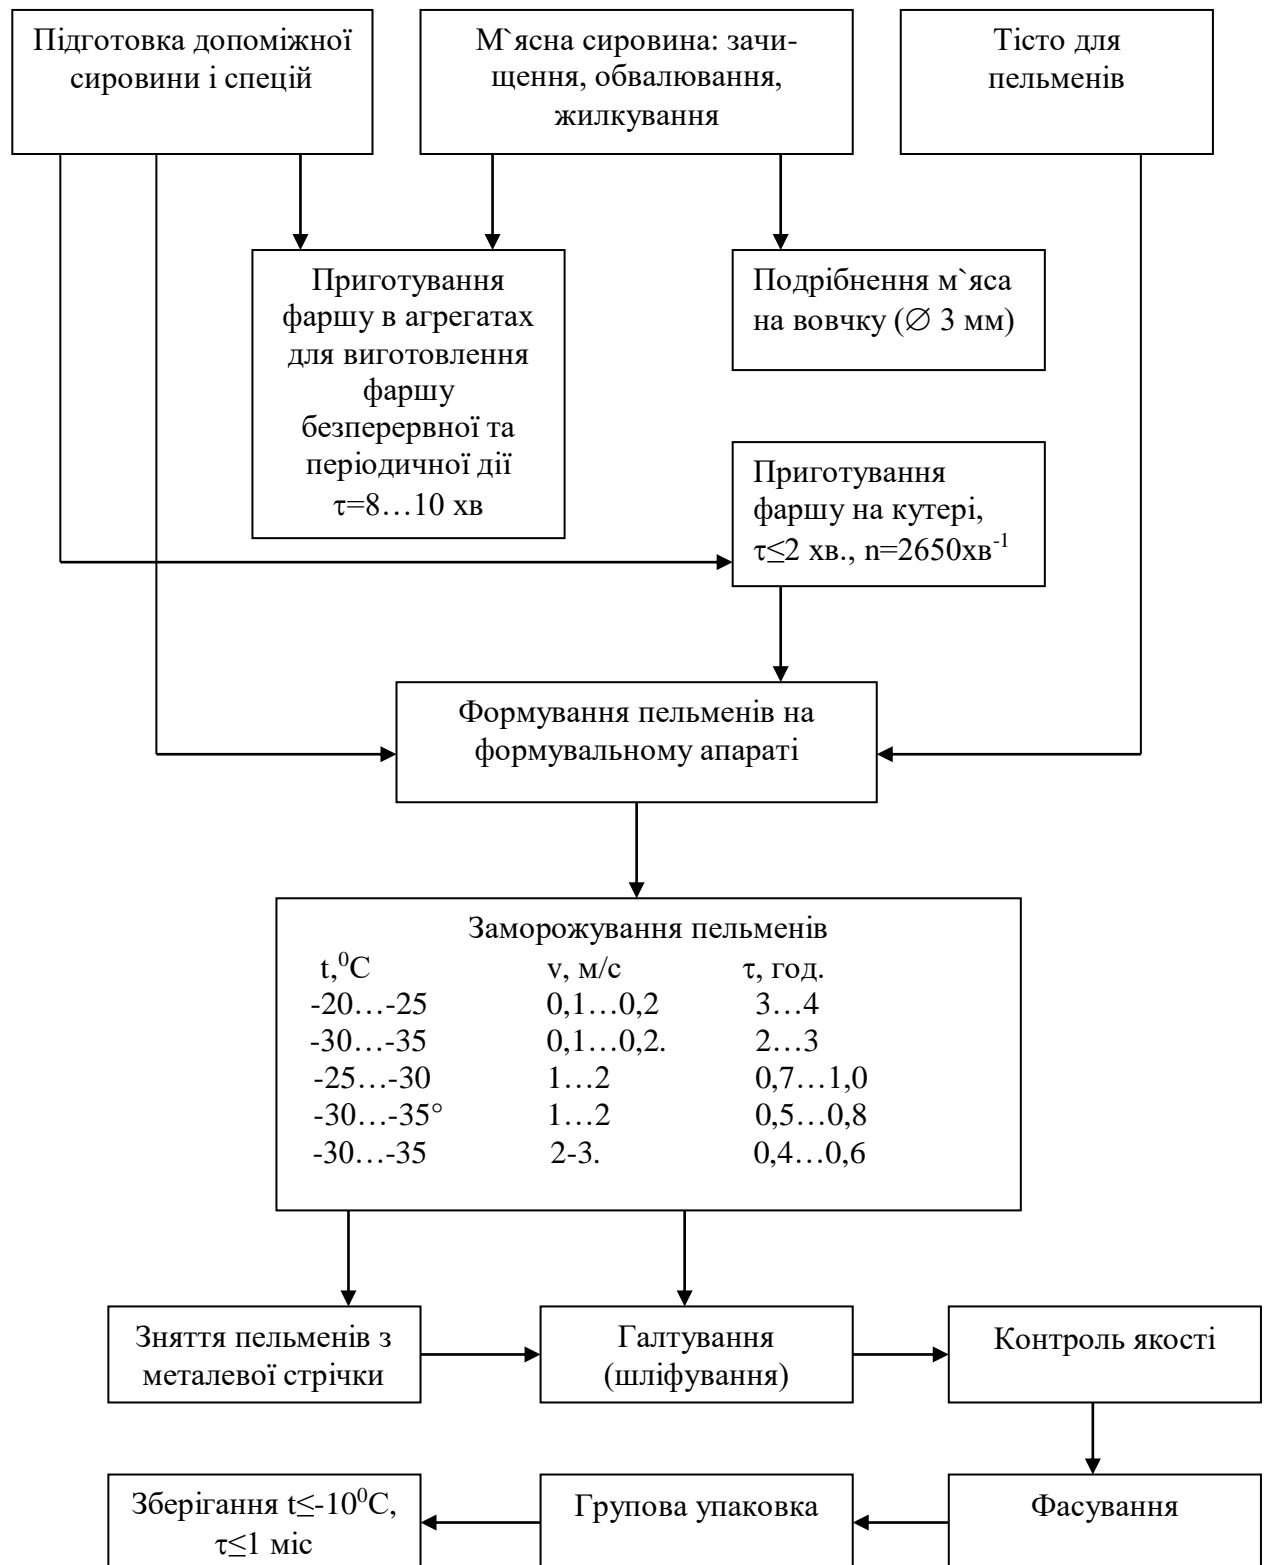 Підготовка допоміжної
сировини і спецій
М`ясна сировина: зачи-
щення, обвалювання,
жилкування
Тісто для
пельменів
Приготування
фаршу в агрегатах
для виготовлення
фаршу
безперервної та
періодичної дії
τ=8…10 хв
Подрібнення м`яса
на вовчку (∅ 3 мм)
Приготування
фаршу на кутері,
τ≤2 хв., n=2650хв⁻¹
Формування пельменів на
формувальному апараті
Заморожування пельменів
t,⁰C v, м/с τ, год.
-20…-25 0,1…0,2 3…4
-30…-35 0,1…0,2. 2…3
-25…-30 1…2 0,7…1,0
-30…-35° 1…2 0,5…0,8
-30…-35 2-3. 0,4…0,6
Зняття пельменів з
металевої стрічки
Галтування
(шліфування)
Контроль якості
Зберігання t≤-10⁰C,
τ≤1 міс
Групова упаковка
Фасування